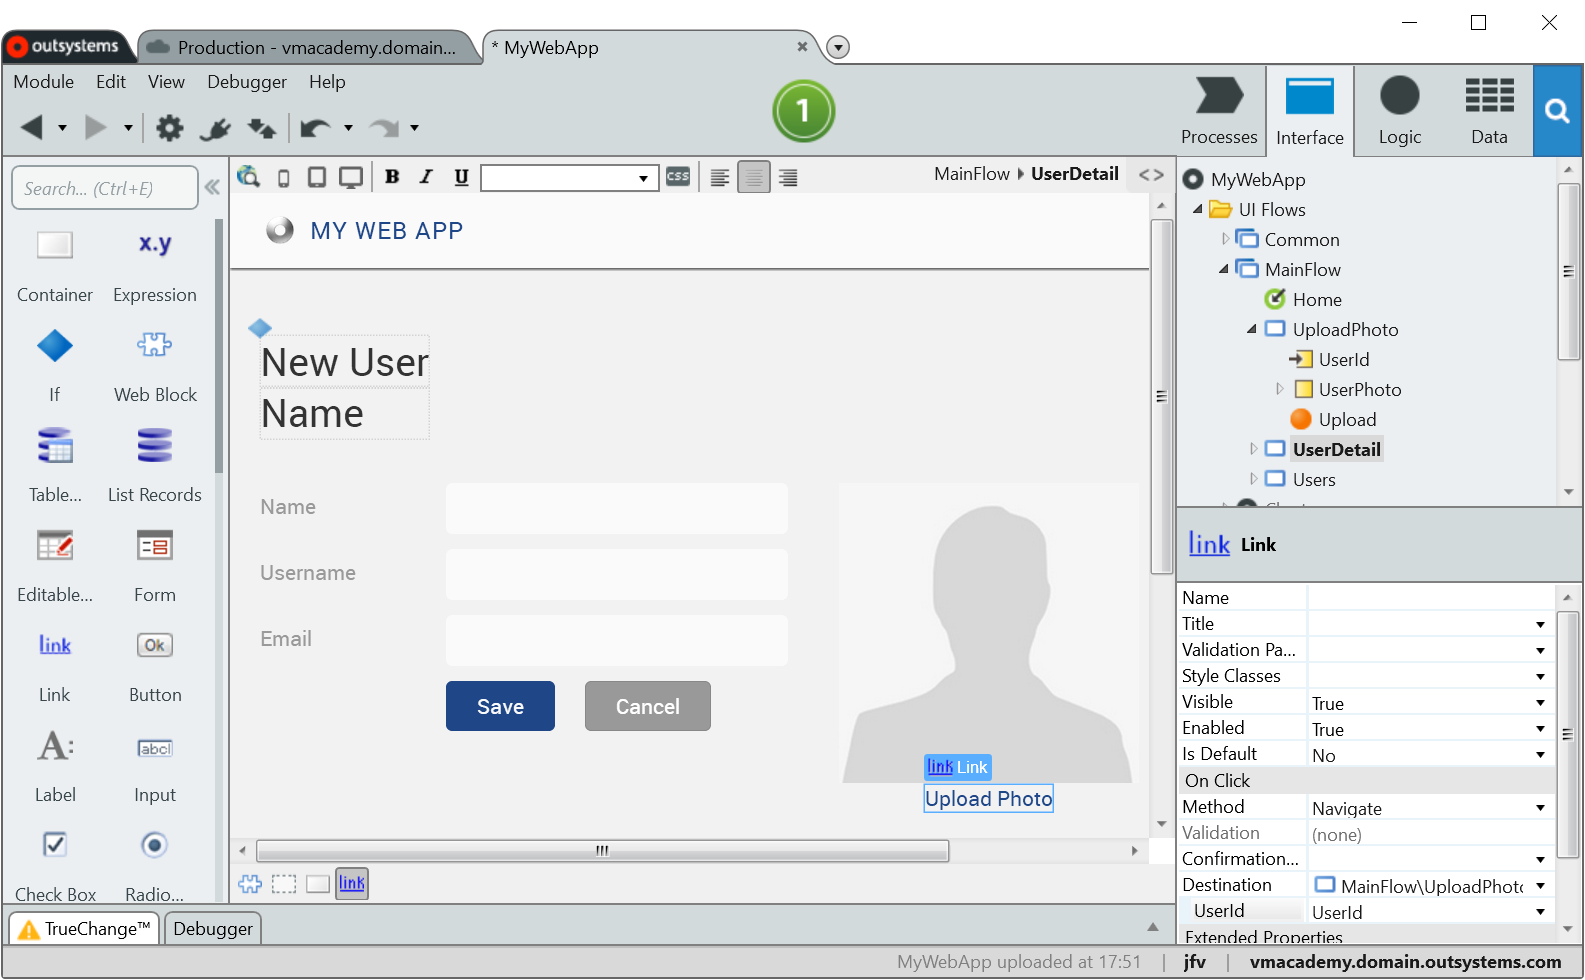 outsystems
Production - vmacademy.domain...
* MyWebApp
Module Edit View Debugger Help
1
Processes Interface Logic Data
Search... (Ctrl+E)
B I U
css
MainFlow UserDetail
< >
MY WEB APP
Container
x.y
Expression
If
Web Block
Table...
List Records
Editable...
Form
link
Link
Ok
Button
A:
Label
abc
Input
Check Box
Radio...
New User
Name
Name
Username
Email
Save Cancel
link Link
Upload Photo
link
MyWebApp
UI Flows
Common
MainFlow
Home
UploadPhoto
UserId
UserPhoto
Upload
UserDetail
Users
link Link
Name
Title
Validation Pa...
Style Classes
Visible True
Enabled True
Is Default No
On Click
Method Navigate
Validation (none)
Confirmation...
Destination MainFlow\UploadPhoto
UserId UserId
Extended Properties
TrueChange™ Debugger
MyWebApp uploaded at 17:51 | jfv | vmacademy.domain.outsystems.com